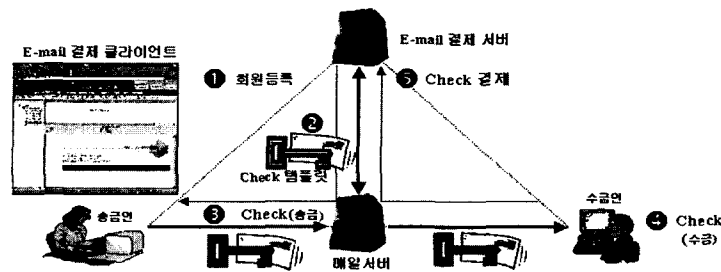 E-mail 결제 서버
E-mail 결제 클라이언트
❶ 회원등록
❺ Check 결제
❷
Check 템플릿
송금인
❸ Check(송금)
메일서버
수금인
❹ Check
(수금)